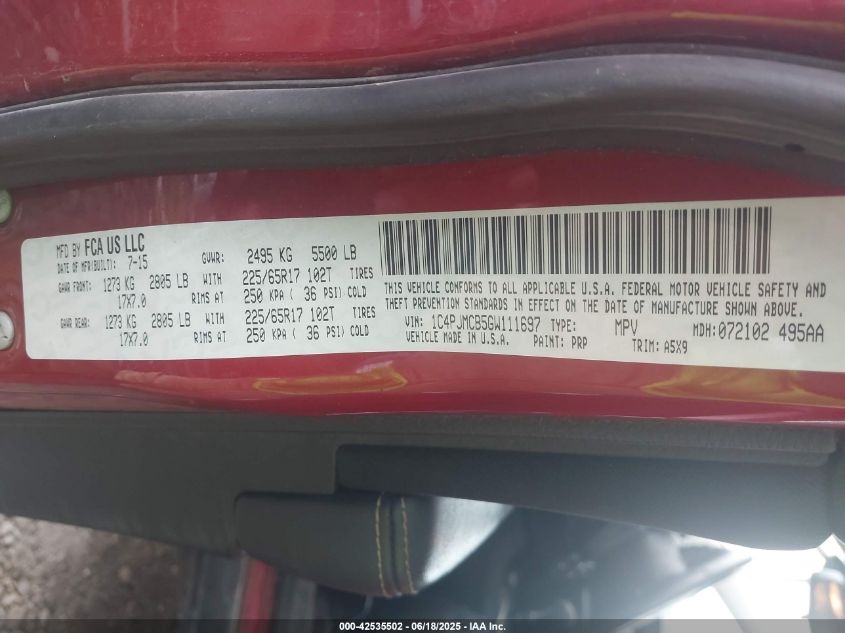 MFD BY FCA US LLC
DATE OF MFR(BUILT): 7-15 GVWR: 2495 KG 5500 LB
GAWR FRONT: 1273 KG 2805 LB WITH 225/65R17 102T TIRES
17X7.0 RIMS AT 250 KPA ( 36 PSI) COLD
GAWR REAR: 1273 KG 2805 LB WITH 225/65R17 102T TIRES
17X7.0 RIMS AT 250 KPA ( 36 PSI) COLD
THIS VEHICLE CONFORMS TO ALL APPLICABLE U.S.A. FEDERAL MOTOR VEHICLE SAFETY AND
THEFT PREVENTION STANDARDS IN EFFECT ON THE DATE OF MANUFACTURE SHOWN ABOVE.
VIN: 1C4PJMCB5GW111697 TYPE: MPV MDH: 072102 495AA
VEHICLE MADE IN U.S.A. PAINT: PRP TRIM: A5X9
000-42535502 - 06/18/2025 - IAA Inc.